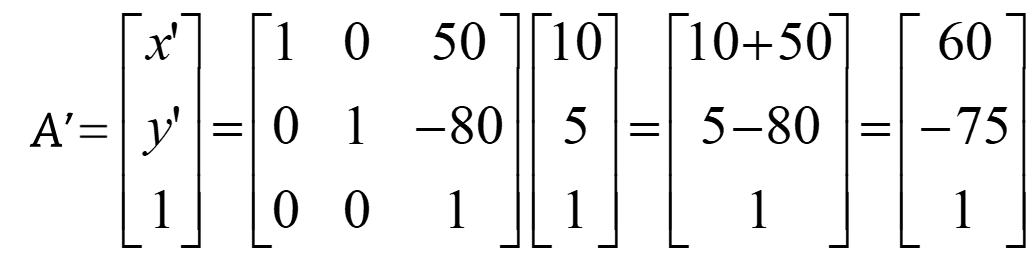 x' 1 0 50 10 10+50 60
A'= y' = 0 1 −80 5 = 5−80 = −75
1 0 0 1 1 1 1